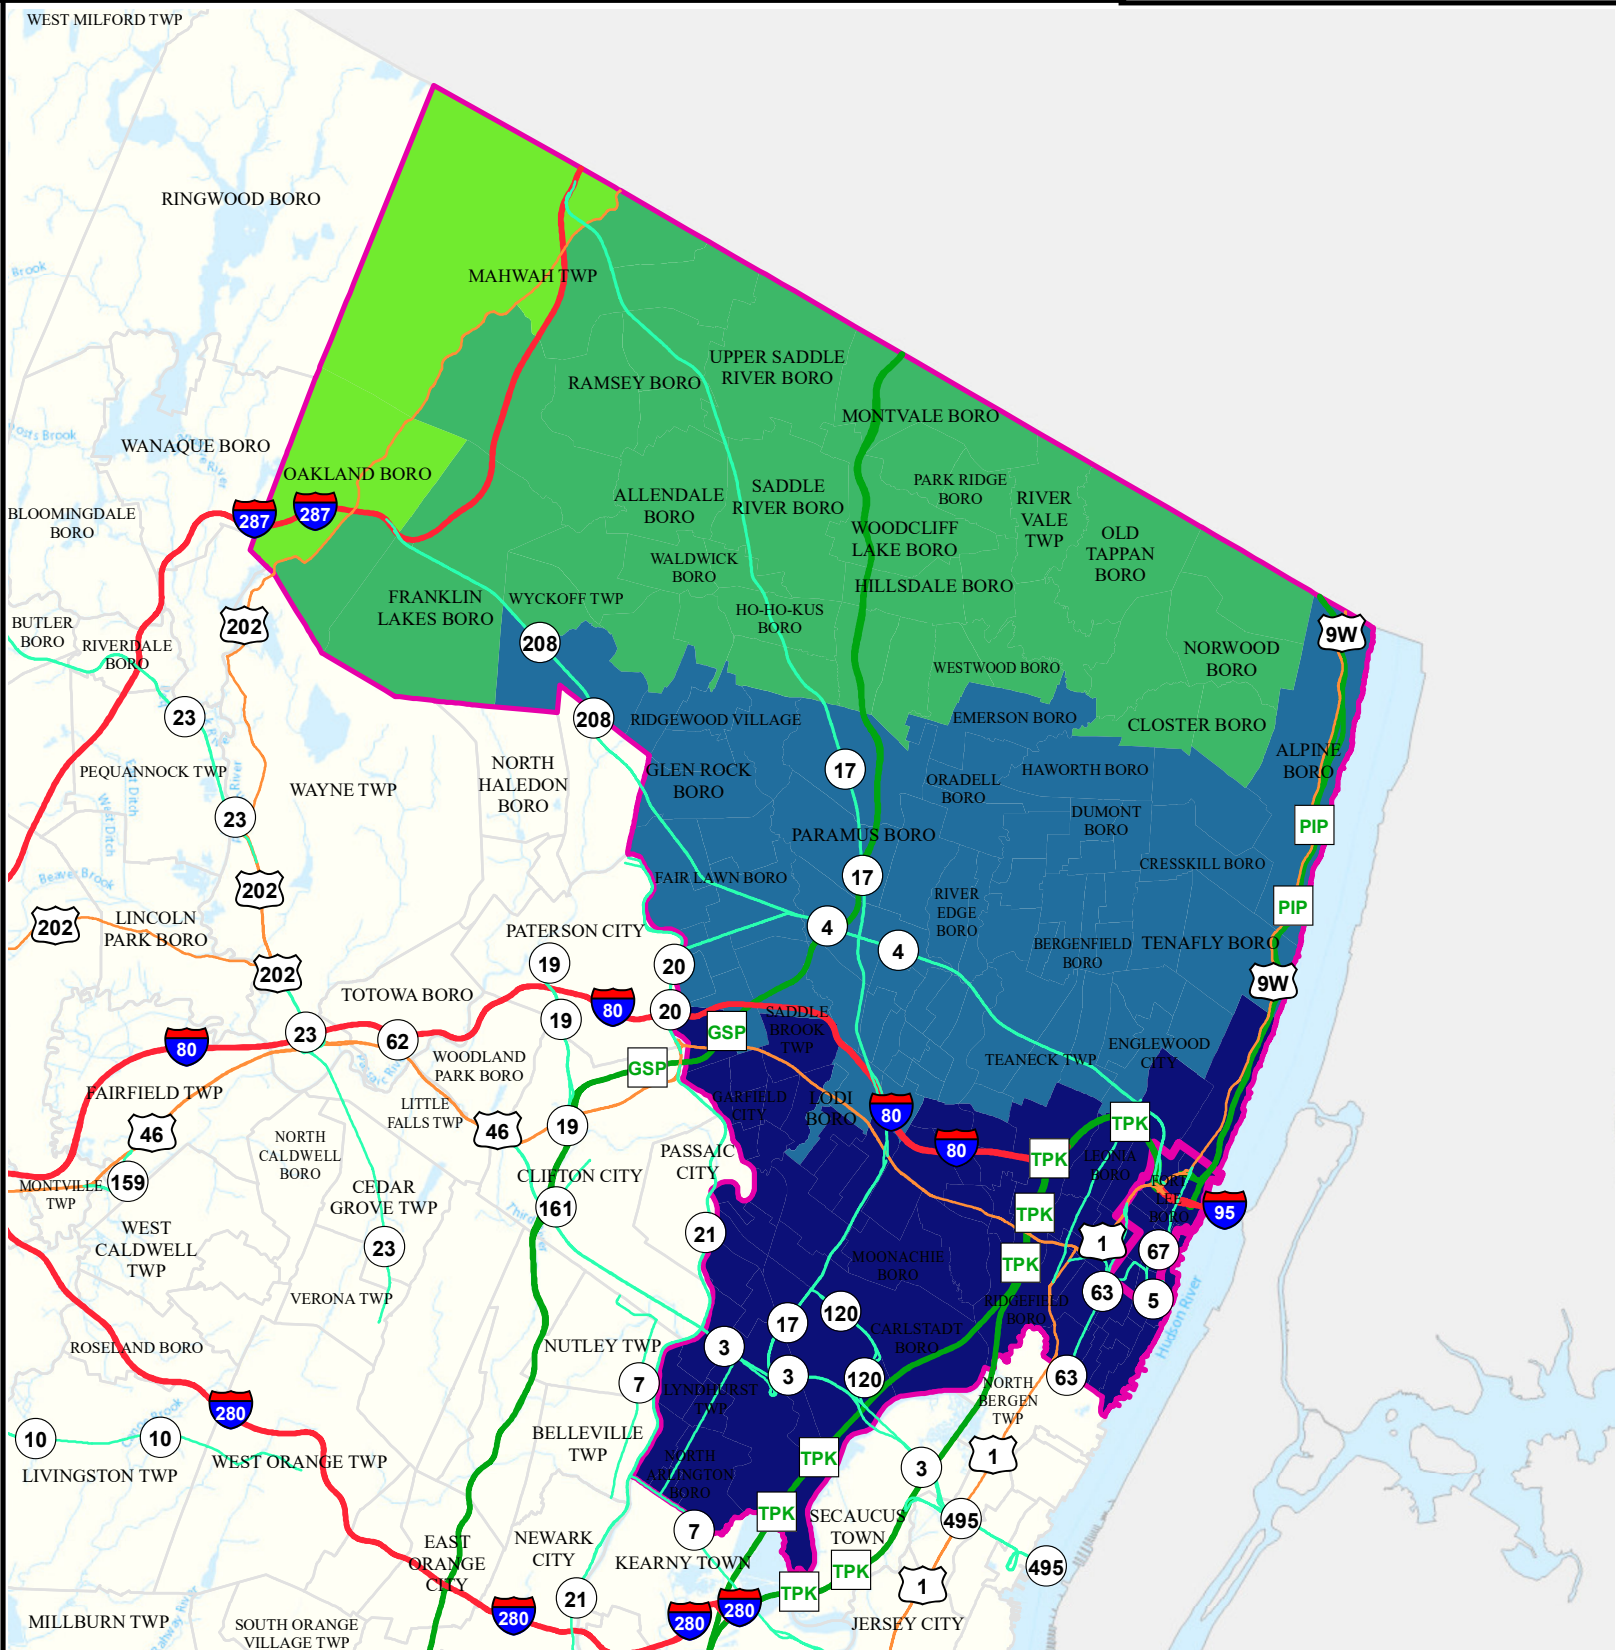 WEST MILFORD TWP
RINGWOOD BORO
Brook
MAHWAH TWP
UPPER SADDLE
RIVER BORO
RAMSEY BORO
MONTVALE BORO
WANAQUE BORO
OAKLAND BORO
287
287
BLOOMINGDALE
BORO
ALLENDALE
BORO
SADDLE
RIVER BORO
PARK RIDGE
BORO
RIVER
VALE
TWP
WOODCLIFF
LAKE BORO
OLD
TAPPAN
BORO
WALDWICK
BORO
HILLSDALE BORO
FRANKLIN
LAKES BORO
WYCKOFF TWP
HO-HO-KUS
BORO
BUTLER
BORO
RIVERDALE
BORO
202
208
9W
NORWOOD
BORO
WESTWOOD BORO
23
208
RIDGEWOOD VILLAGE
EMERSON BORO
CLOSTER BORO
ALPINE
BORO
PEQUANNOCK TWP
West Ditch
WAYNE TWP
NORTH
HALEDON
BORO
GLEN ROCK
BORO
17
ORADELL
BORO
HAWORTH BORO
DUMONT
BORO
23
PARAMUS BORO
PIP
Beaver Brook
202
FAIR LAWN BORO
17
CRESSKILL BORO
202
LINCOLN
PARK BORO
PATERSON CITY
4
4
RIVER
EDGE
BORO
PIP
BERGENFIELD
BORO
TENAFLY BORO
202
19
20
9W
TOTOWA BORO
80
20
19
23
62
80
GSP
GSP
SADDLE
BROOK
TWP
WOODLAND
PARK BORO
TEANECK TWP
ENGLEWOOD
CITY
FAIRFIELD TWP
LITTLE
FALLS TWP
GARFIELD
CITY
LODI
BORO
80
46
46
19
TPK
80
NORTH
CALDWELL
BORO
PASSAIC
CITY
TPK
LEONIA
BORO
MONTVILLE
TWP
159
CLIFTON CITY
CEDAR
GROVE TWP
161
FORT
LEE
BORO
95
TPK
WEST
CALDWELL
TWP
23
21
1
67
MOONACHIE
BORO
TPK
63
5
VERONA TWP
RIDGEFIELD
BORO
Hudson River
120
17
ROSELAND BORO
NUTLEY TWP
3
CARLSTADT
BORO
7
3
120
63
LYNDHURST
TWP
NORTH
BERGEN
TWP
280
10
10
BELLEVILLE
TWP
WEST ORANGE TWP
LIVINGSTON TWP
NORTH
ARLINGTON
BORO
TPK
3
1
TPK
SECAUCUS
TOWN
495
7
EAST
ORANGE
CITY
NEWARK
CITY
KEARNY TOWN
TPK
495
TPK
1
21
280
280
280
MILLBURN TWP
SOUTH ORANGE
VILLAGE TWP
JERSEY CITY